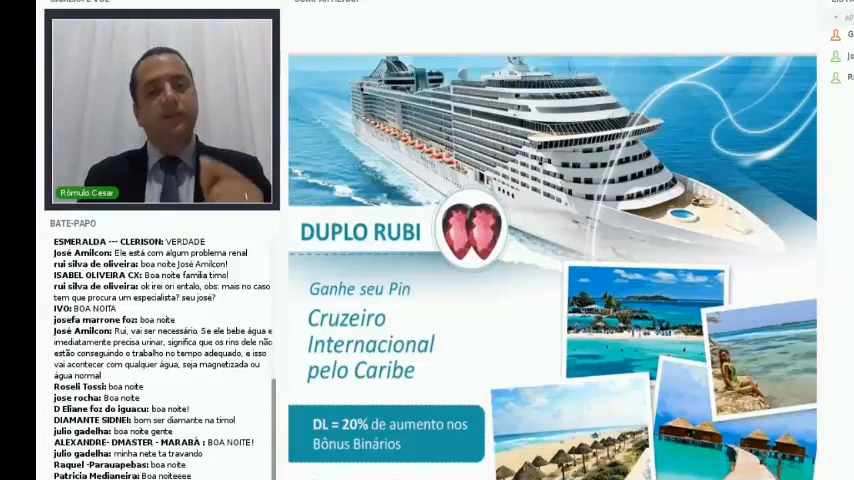 Rômulo Cesar
BATE-PAPO
ESMERALDA --- CLERISON: VERDADE
José Amilcon: Ele está com algum problema renal
rui silva de oliveira: boa noite José Amilcon!
ISABEL OLIVEIRA CX: Boa noite familia timol
rui silva de oliveira: ok irei ori entalo, obs: mais no caso
tem que procura um especialista? seu josé?
IVO: BOA NOITA
josefa marrone foz: boa noite
José Amilcon: Rui, vai ser necessário. Se ele bebe água e
imediatamente precisa urinar, significa que os rins dele não
estão conseguindo o trabalho no tempo adequado, e isso
vai acontecer com qualquer água, seja magnetizada ou
água normal
Roseli Tossi: boa noite
jose rocha: Boa noite
D Eliane foz do iguacu: boa noite!
DIAMANTE SIDNEI: bom ser diamante na timol
julio gadelha: boa noite gente
ALEXANDRE- DMASTER - MARABÀ : BOA NOITE!
julio gadelha: minha nete ta travando
Raquel -Parauapebas: boa noite
Patricia Medianeira: Boa noiteeee
DUPLO RUBI
Ganhe seu Pin
Cruzeiro
Internacional
pelo Caribe
DL = 20% de aumento nos
Bônus Binários